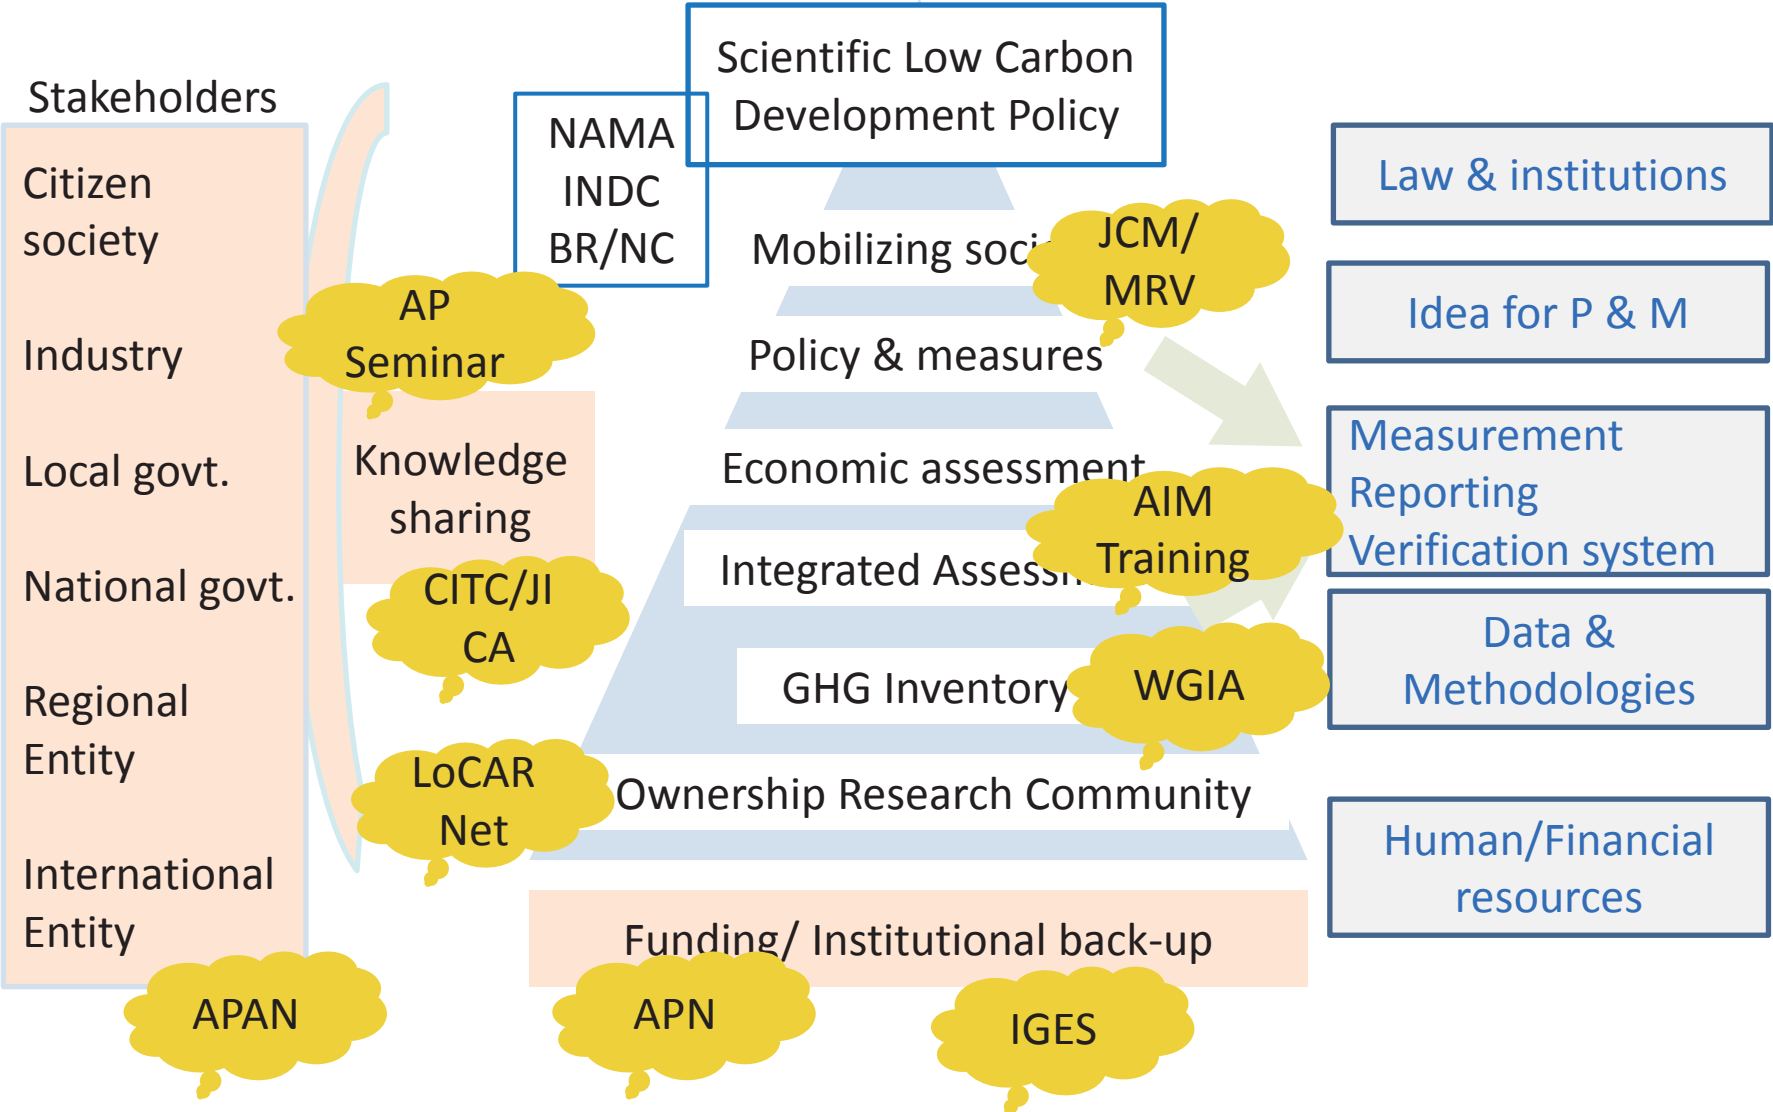 Scientific Low Carbon
Development Policy
Stakeholders
Citizen
society
Industry
Local govt.
National govt.
Regional
Entity
International
Entity
NAMA
INDC
BR/NC
AP
Seminar
Knowledge
sharing
CITC/JI
CA
LoCAR
Net
Mobilizing
JCM/
MRV
Policy & measures
Economic assessment
AIM
Training
Integrated
GHG Inventory
WGIA
Ownership Research Community
Funding/ Institutional back-up
APAN
APN
IGES
Law & institutions
Idea for P & M
Measurement
Reporting
Verification system
Data &
Methodologies
Human/Financial
resources